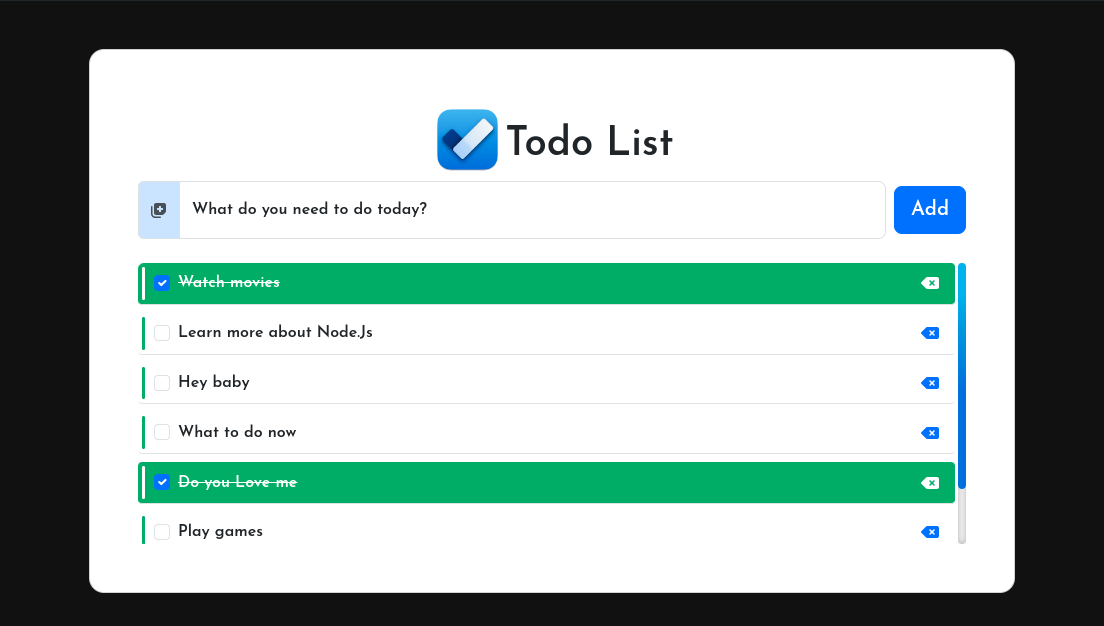 Todo List
What do you need to do today?
Add
Watch movies
Learn more about Node.Js
Hey baby
What to do now
Do you Love me
Play games